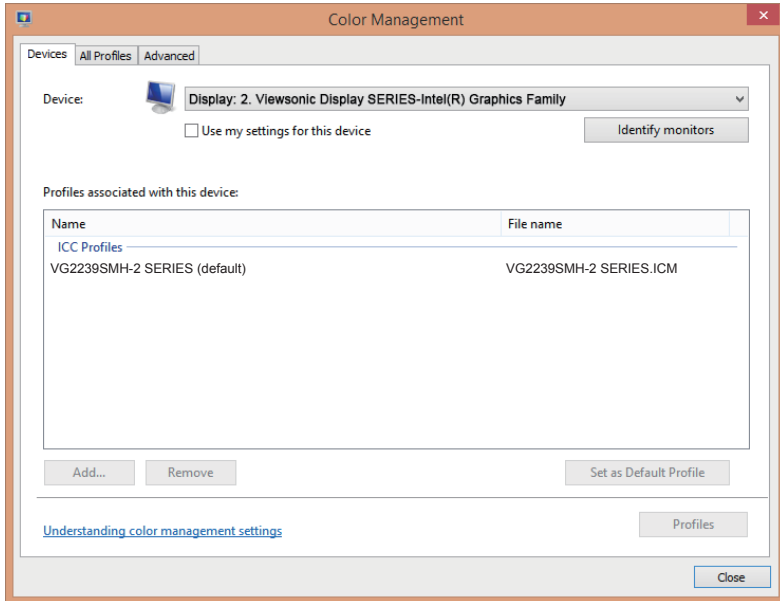 Color Management
Devices All Profiles Advanced
Device: Display: 2. Viewsonic Display SERIES-Intel(R) Graphics Family
Use my settings for this device Identify monitors
Profiles associated with this device:
Name File name
ICC Profiles
VG2239SMH-2 SERIES (default) VG2239SMH-2 SERIES.ICM
Add... Remove Set as Default Profile
Understanding color management settings Profiles
Close